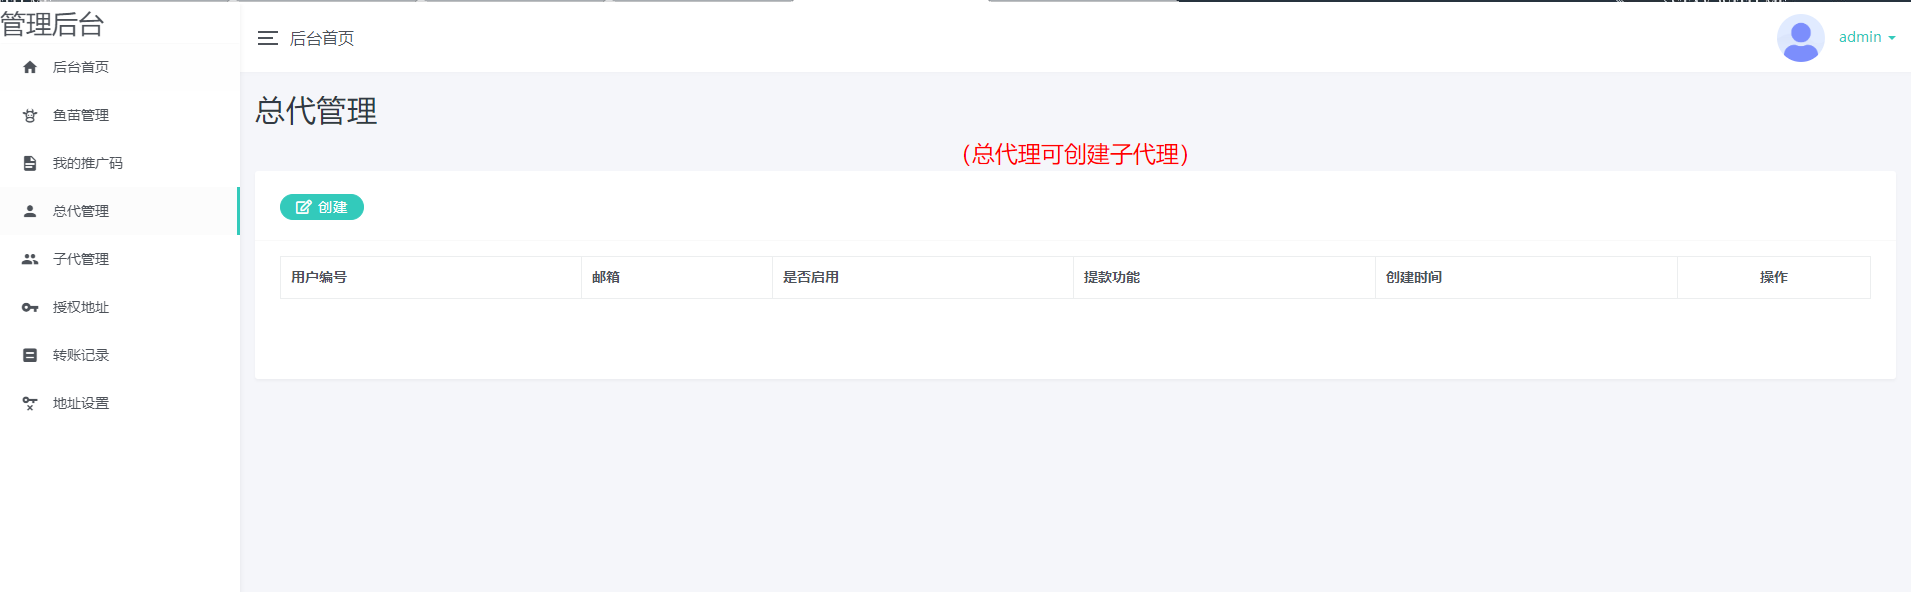 管理后台
后台首页
admin
后台首页
鱼苗管理
我的推广码
总代管理
子代管理
授权地址
转账记录
地址设置
总代管理
（总代理可创建子代理）
创建
用户编号 邮箱 是否启用 提款功能 创建时间 操作